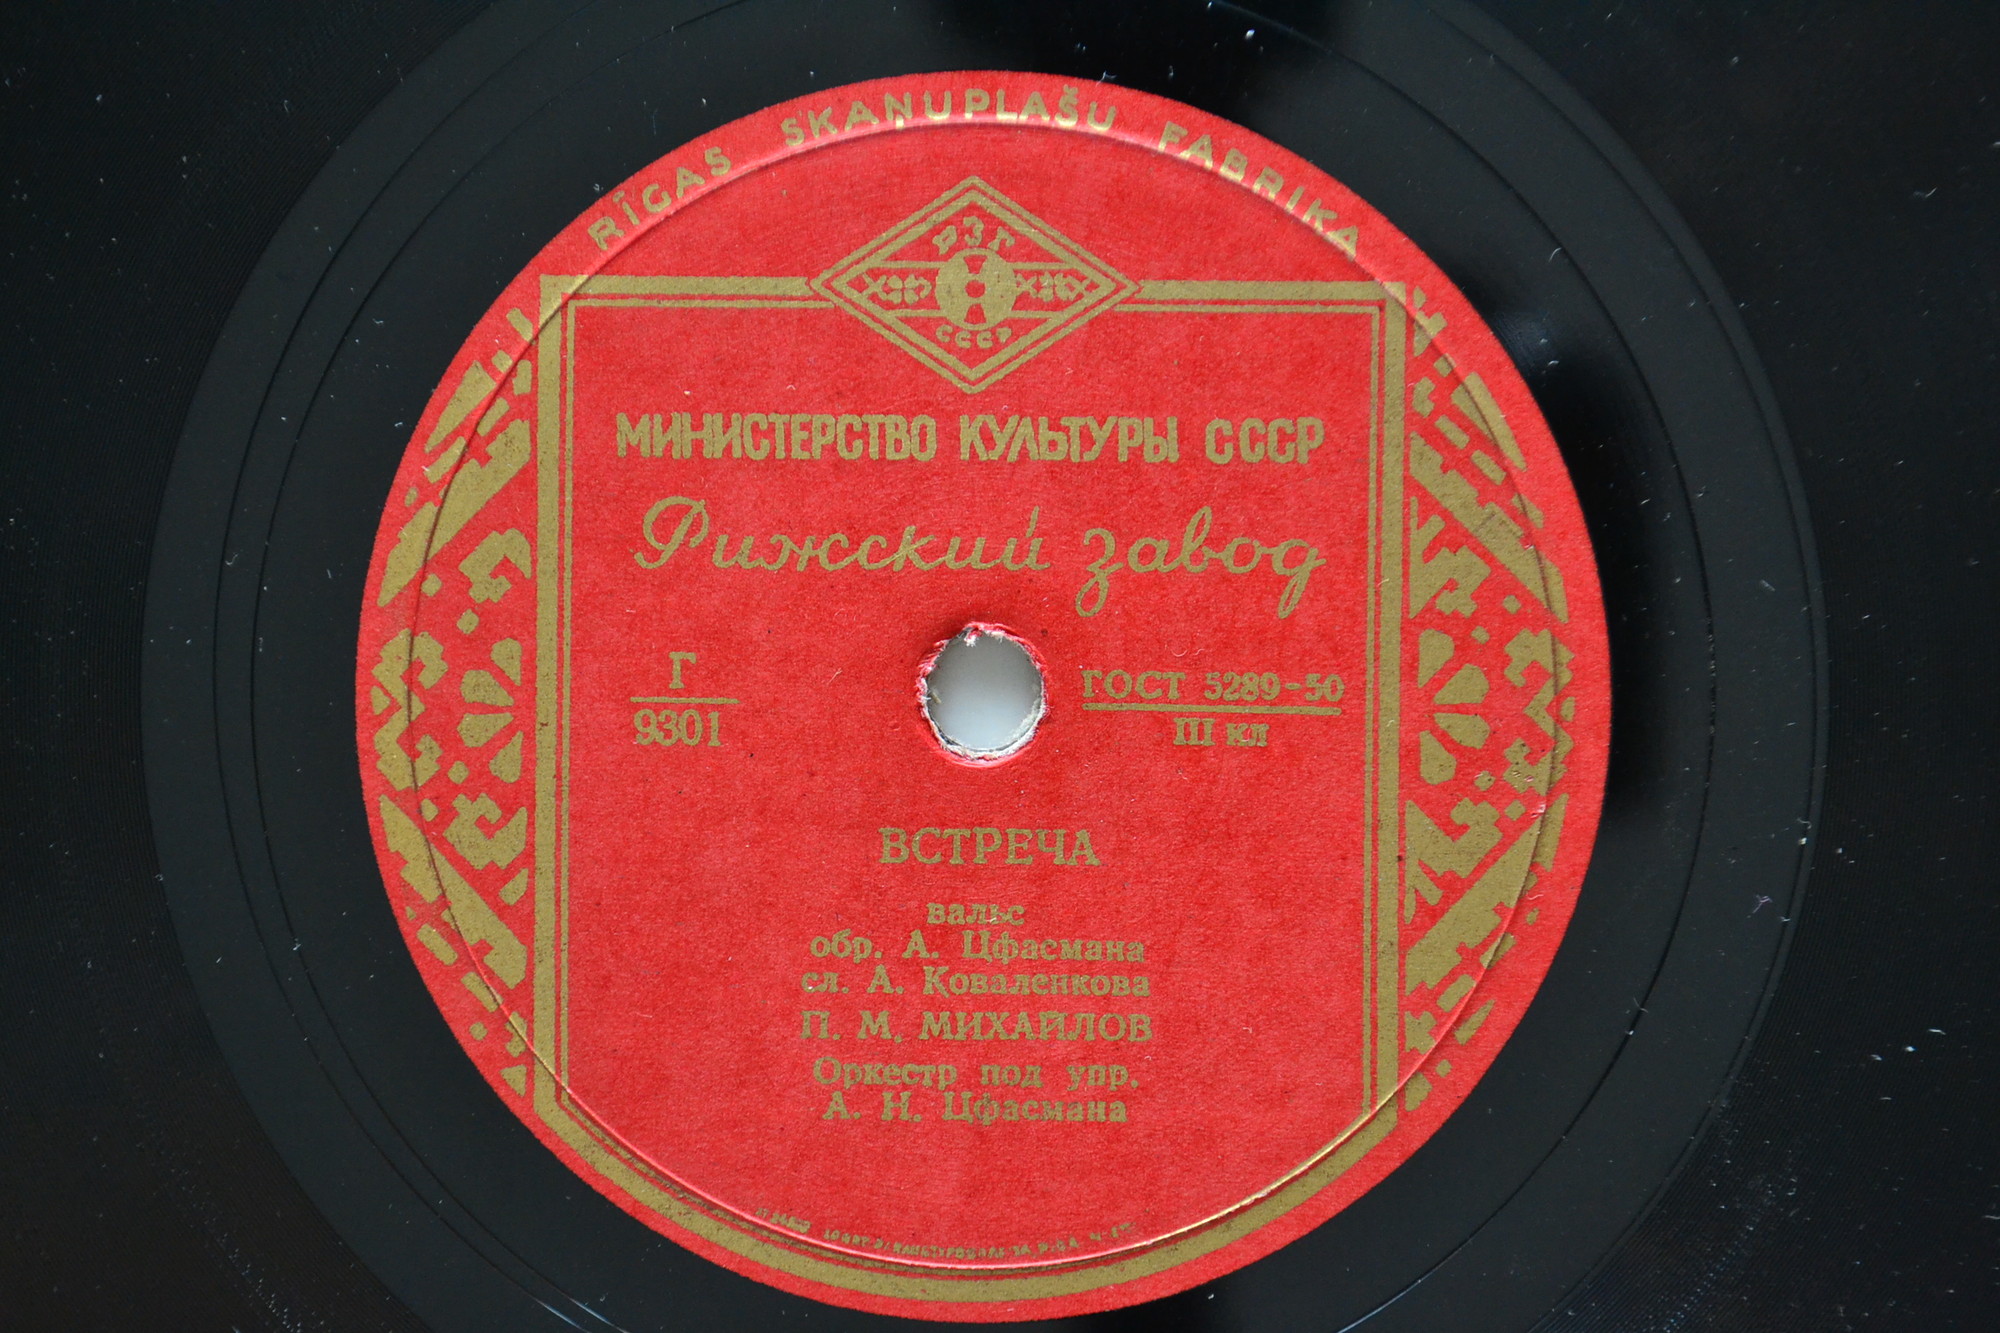 RĪGAS SKAŅUPLAŠU FABRIKA
РЗГ
СССР
МИНИСТЕРСТВО КУЛЬТУРЫ СССР
Рижский завод
Г
9301
ГОСТ 5289-50
III кл
ВСТРЕЧА
вальс
обр. А. Цфасмана
сл. А. Коваленкова
П. М. МИХАЙЛОВ
Оркестр под упр.
А. Н. Цфасмана